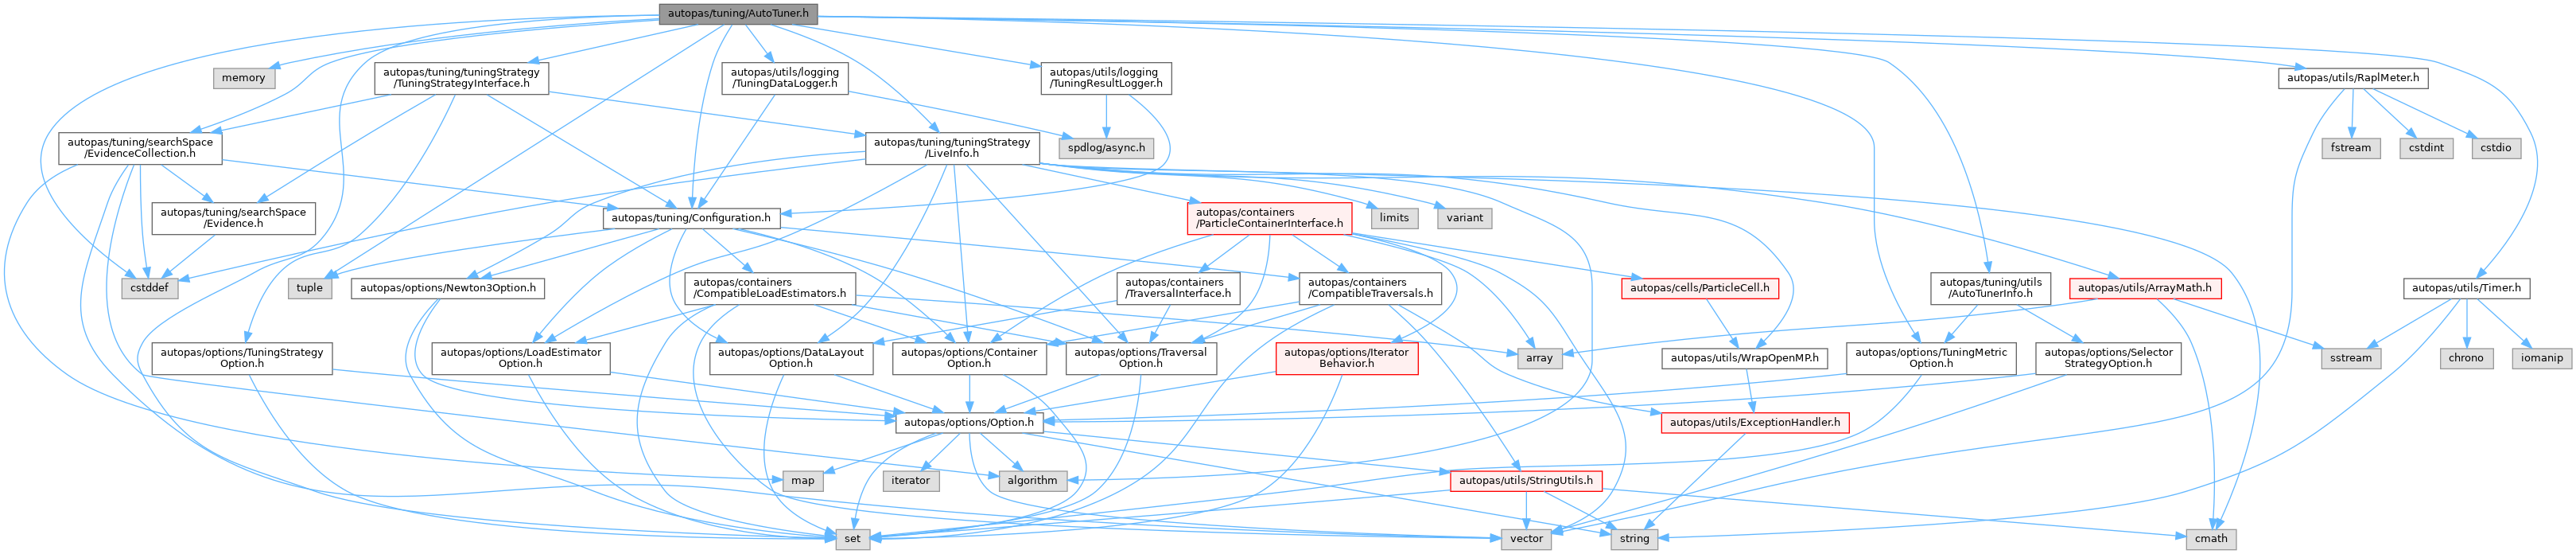 autopas/tuning/AutoTuner.h
memory
autopas/tuning/tuningStrategy
/TuningStrategyInterface.h
autopas/utils/logging
/TuningDataLogger.h
autopas/utils/logging
/TuningResultLogger.h
autopas/utils/RaplMeter.h
autopas/tuning/searchSpace
/EvidenceCollection.h
autopas/tuning/tuningStrategy
/LiveInfo.h
spdlog/async.h
fstream
cstdint
cstdio
autopas/tuning/searchSpace
/Evidence.h
autopas/tuning/Configuration.h
autopas/containers
/ParticleContainerInterface.h
limits
variant
cstddef
tuple
autopas/options/Newton3Option.h
autopas/containers
/CompatibleLoadEstimators.h
autopas/containers
/TraversalInterface.h
autopas/containers
/CompatibleTraversals.h
autopas/cells/ParticleCell.h
autopas/tuning/utils
/AutoTunerInfo.h
autopas/utils/ArrayMath.h
autopas/utils/Timer.h
autopas/options/TuningStrategy
Option.h
autopas/options/LoadEstimator
Option.h
autopas/options/DataLayout
Option.h
autopas/options/Container
Option.h
autopas/options/Traversal
Option.h
autopas/options/Iterator
Behavior.h
array
autopas/utils/WrapOpenMP.h
autopas/options/TuningMetric
Option.h
autopas/options/Selector
StrategyOption.h
sstream
chrono
iomanip
autopas/options/Option.h
autopas/utils/ExceptionHandler.h
map
iterator
algorithm
autopas/utils/StringUtils.h
set
vector
string
cmath